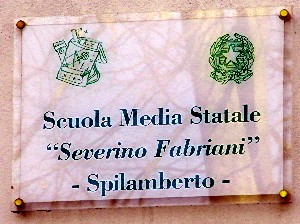 Scuola Media Statale
"Severino Fabriani"
- Spilamberto -